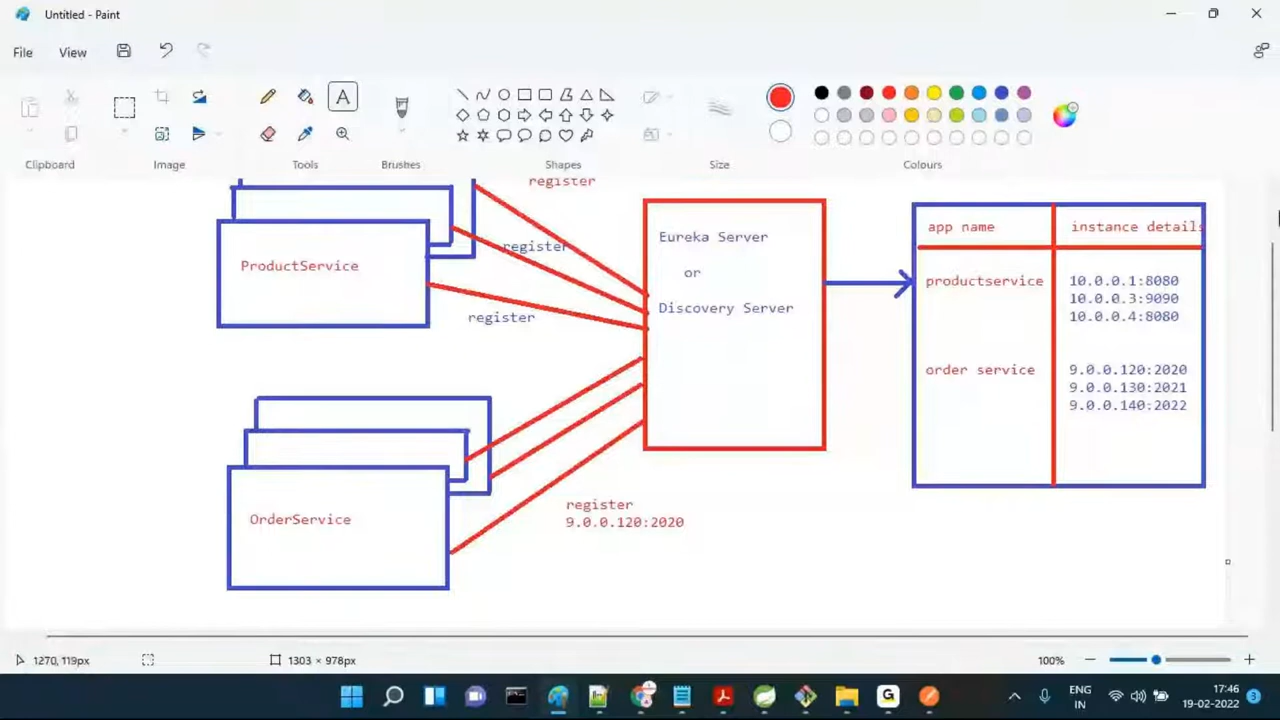 Untitled - Paint
File
View
Clipboard
Image
Tools
Brushes
Shapes
Size
Colours
A
register
register
register
ProductService
Eureka Server
or
Discovery Server
app name
instance details
productservice
10.0.0.1:8080
10.0.0.3:9090
10.0.0.4:8080
order service
9.0.0.120:2020
9.0.0.130:2021
9.0.0.140:2022
OrderService
register
9.0.0.120:2020
1270, 119px
1303 × 978px
100%
ENG
IN
17:46
19-02-2022
3
G